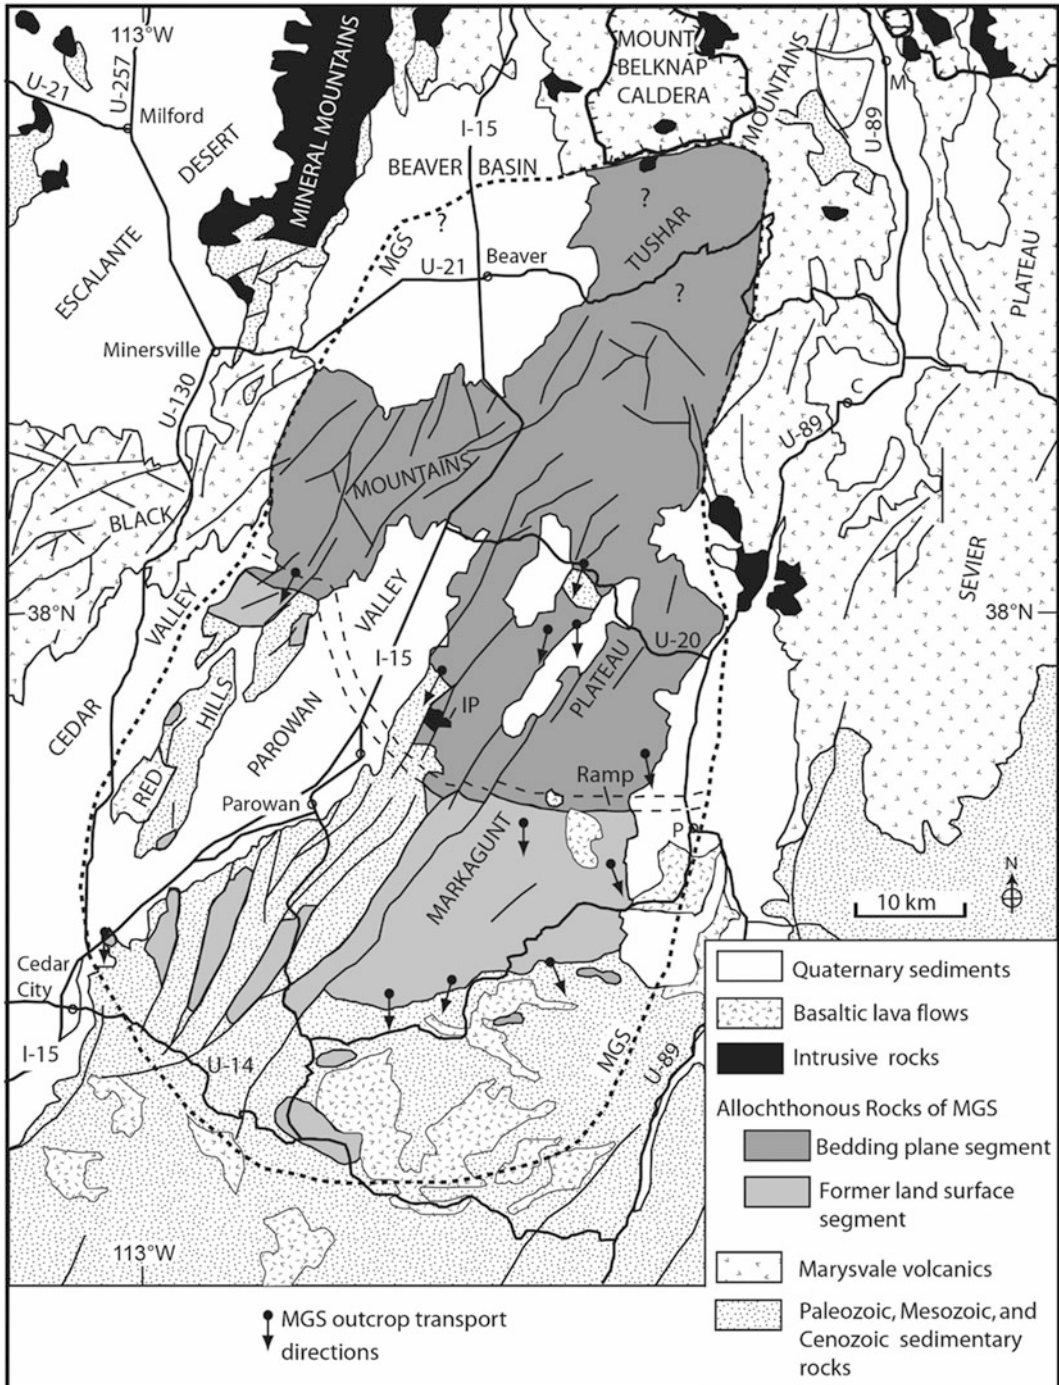 113°W
U-21
U-257
Milford
DESERT
ESCALANTE
MINERAL MOUNTAINS
I-15
BEAVER BASIN
MOUNT
BELKNAP
CALDERA
MOUNTAINS
M
U-89
PLATEAU
?
?
?
MGS
U-21
Beaver
TUSHAR
Minersville
U-130
C
U-89
MOUNTAINS
BLACK
SEVIER
38°N
38°N
VALLEY
CEDAR
VALLEY
PAROWAN
I-15
HILLS
RED
IP
PLATEAU
U-20
Ramp
Parowan
MARKAGUNT
P
N
10 km
Cedar
City
I-15
U-14
MGS
U-89
113°W
Quaternary sediments
Basaltic lava flows
Intrusive rocks
Allochthonous Rocks of MGS
Bedding plane segment
Former land surface
segment
Marysvale volcanics
Paleozoic, Mesozoic, and
Cenozoic sedimentary
rocks
MGS outcrop transport
directions